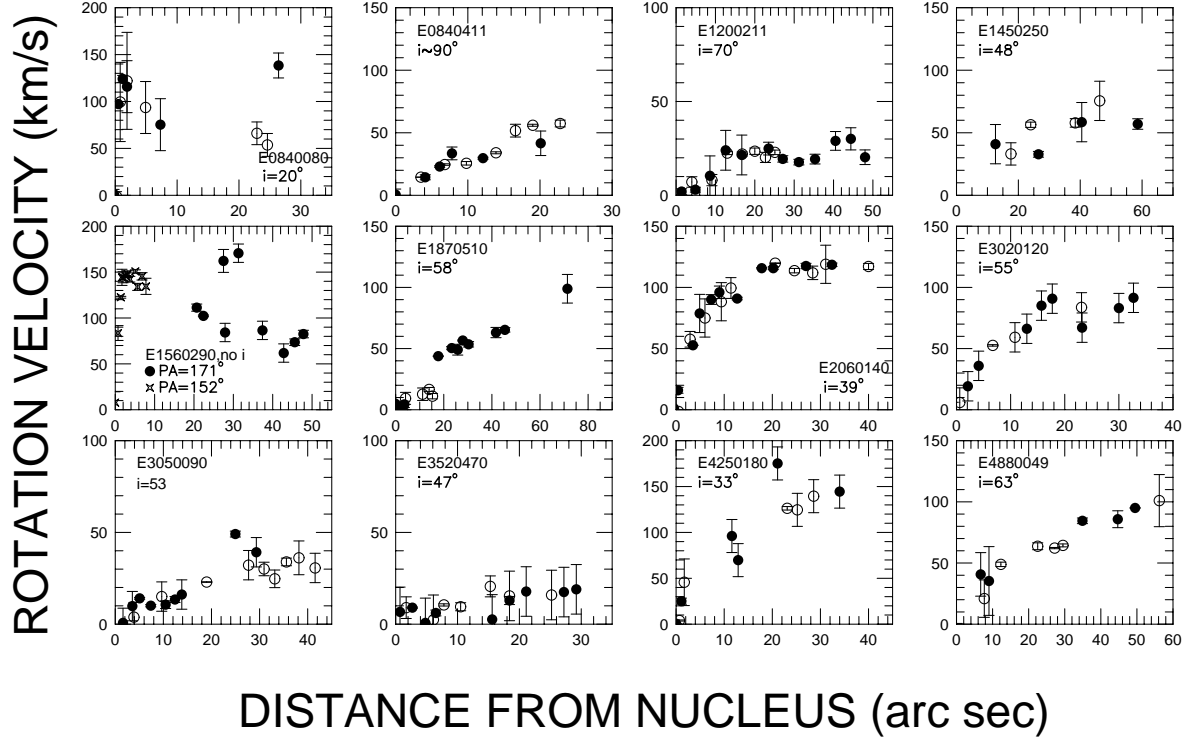 ROTATION VELOCITY (km/s)
200
150
100
50
0
0 10 20 30
E0840080
i=20°
150
100
50
0
0 10 20 30
E0840411
i~90°
100
50
0
0 10 20 30 40 50
E1200211
i=70°
150
100
50
0
20 40 60
E1450250
i=48°
200
150
100
50
0
0 10 20 30 40 50
E1560290,no i
PA=171°
PA=152°
150
100
50
0
0 20 40 60 80
E1870510
i=58°
140
120
100
80
60
40
20
0
0 10 20 30 40
E2060140
i=39°
150
100
50
0
0 10 20 30 40
E3020120
i=55°
100
50
0
0 10 20 30 40
E3050090
i=53
100
50
0
0 10 20 30
E3520470
i=47°
200
150
100
50
0
0 10 20 30 40
E4250180
i=33°
150
100
50
0
0 10 20 30 40 50 60
E4880049
i=63°
DISTANCE FROM NUCLEUS (arc sec)